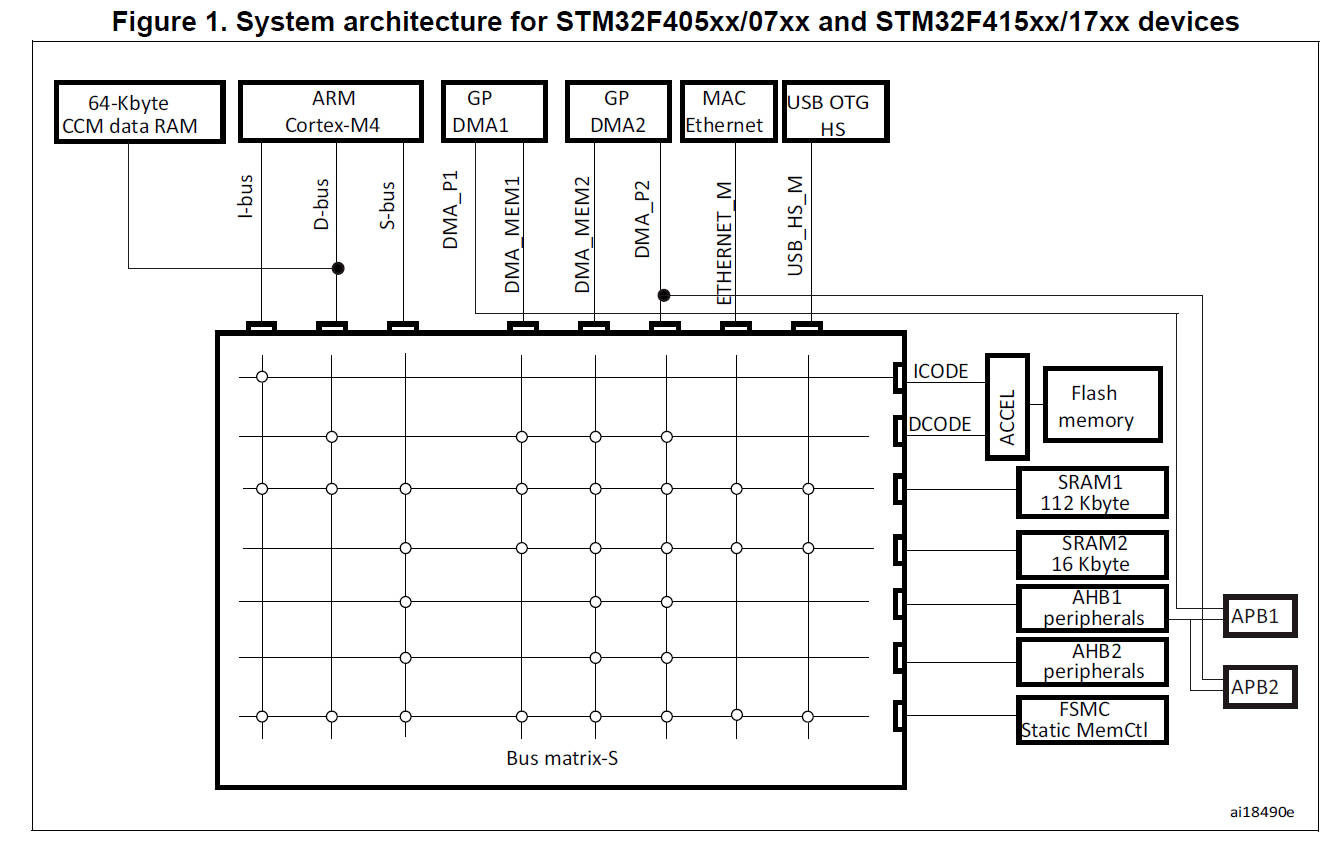 Figure 1. System architecture for STM32F405xx/07xx and STM32F415xx/17xx devices
64-Kbyte
CCM data RAM
ARM
Cortex-M4
GP
DMA1
GP
DMA2
MAC
Ethernet
USB OTG
HS
I-bus
D-bus
S-bus
DMA_P1
DMA_MEM1
DMA_MEM2
DMA_P2
ETHERNET_M
USB_HS_M
ICODE
DCODE
ACCEL
Flash
memory
SRAM1
112 Kbyte
SRAM2
16 Kbyte
AHB1
peripherals
AHB2
peripherals
FSMC
Static MemCtl
APB1
APB2
Bus matrix-S
ai18490e